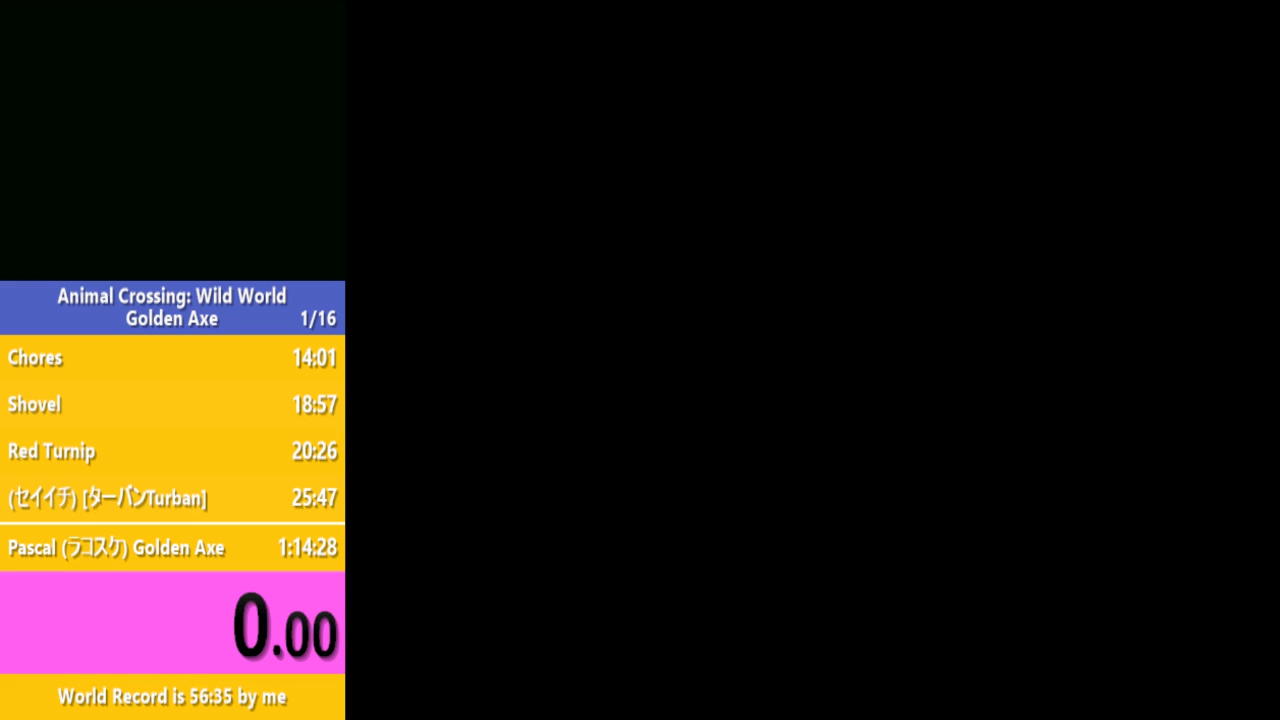 Animal Crossing: Wild World
Golden Axe 1/16
Chores 14:01
Shovel 18:57
Red Turnip 20:26
(セイイチ) [ターバンTurban] 25:47
Pascal (ラコスケ) Golden Axe 1:14:28
0.00
World Record is 56:35 by me